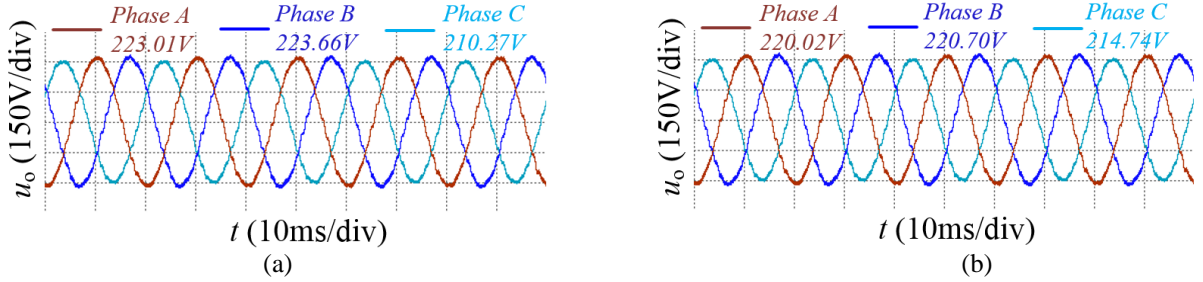 Phase A Phase B Phase C
223.01V 223.66V 210.27V
uo (150V/div)
t (10ms/div)
(a)
Phase A Phase B Phase C
220.02V 220.70V 214.74V
uo (150V/div)
t (10ms/div)
(b)